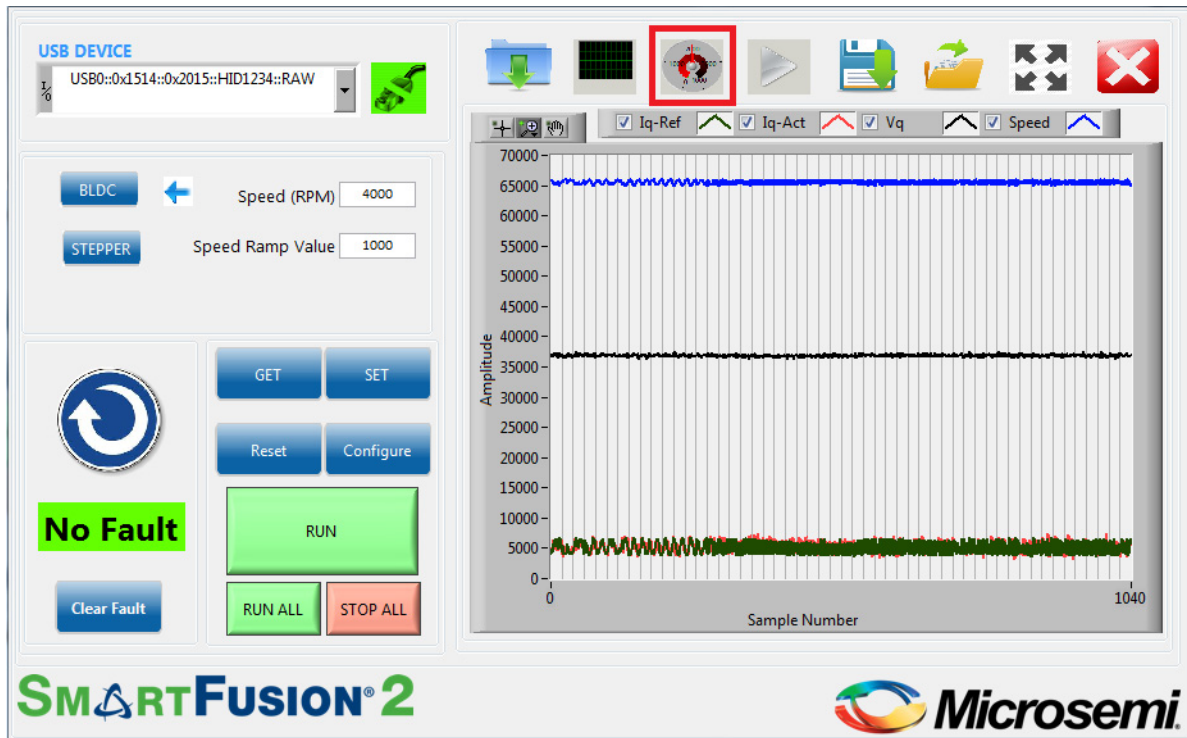 USB DEVICE
I/O USB0::0x1514::0x2015::HID1234::RAW
BLDC
Speed (RPM) 4000
STEPPER
Speed Ramp Value 1000
GET
SET
Reset
Configure
No Fault
RUN
Clear Fault
RUN ALL
STOP ALL
Iq-Ref Iq-Act Vq Speed
70000
65000
60000
55000
50000
45000
40000
35000
30000
25000
20000
15000
10000
5000
0
Amplitude
0
1040
Sample Number
SMARTFUSION® 2
Microsemi.